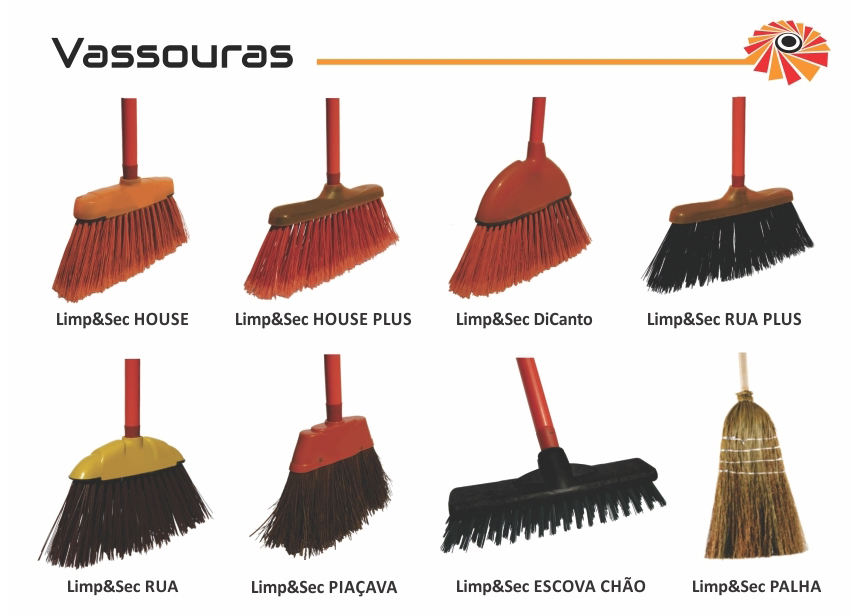 Vassouras
Limp&Sec HOUSE
Limp&Sec HOUSE PLUS
Limp&Sec DiCanto
Limp&Sec RUA PLUS
Limp&Sec RUA
Limp&Sec PIAÇAVA
Limp&Sec ESCOVA CHÃO
Limp&Sec PALHA